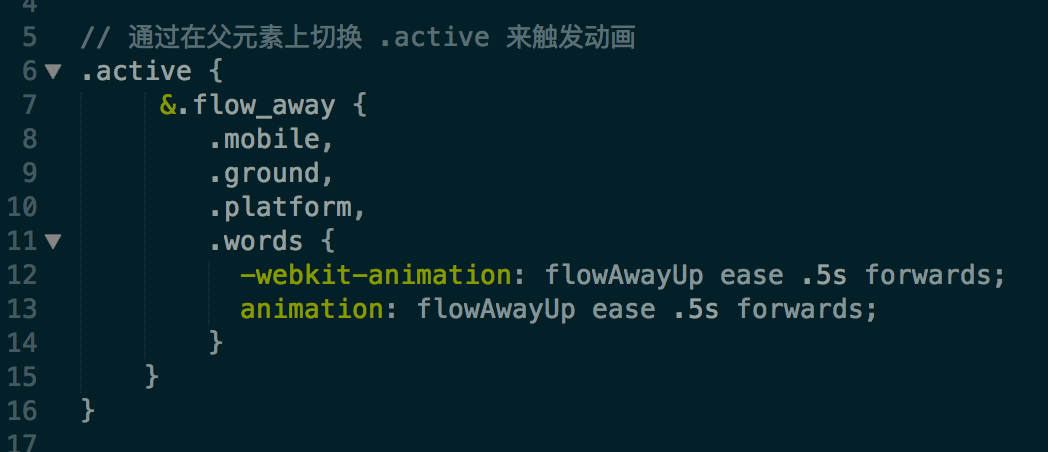 4
5 // 通过在父元素上切换 .active 来触发动画
6 .active {
7 &.flow_away {
8 .mobile,
9 .ground,
10 .platform,
11 .words {
12 -webkit-animation: flowAwayUp ease .5s forwards;
13 animation: flowAwayUp ease .5s forwards;
14 }
15 }
16 }
17